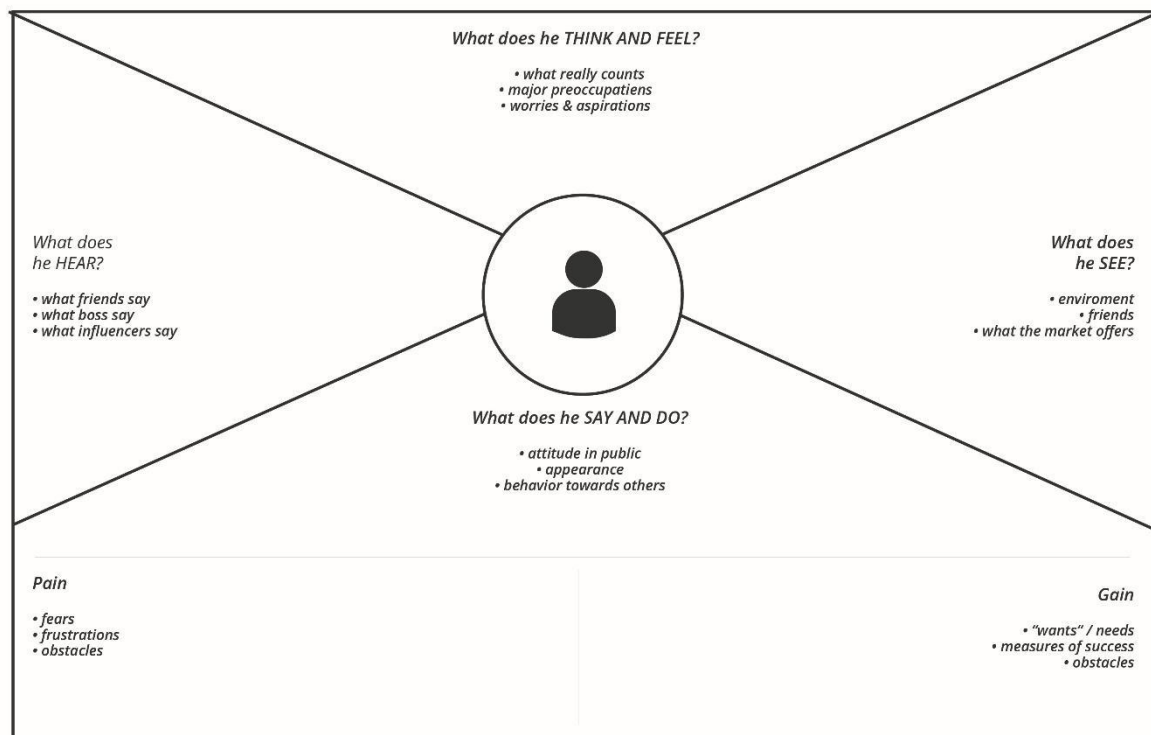 What does he THINK AND FEEL?
• what really counts
• major preoccupatiens
• worries & aspirations
What does
he HEAR?
• what friends say
• what boss say
• what influencers say
What does
he SEE?
• enviroment
• friends
• what the market offers
What does he SAY AND DO?
• attitude in public
• appearance
• behavior towards others
Pain
• fears
• frustrations
• obstacles
Gain
• “wants” / needs
• measures of success
• obstacles